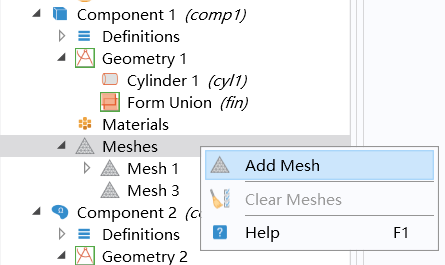 Component 1 (comp1)
Definitions
Geometry 1
Cylinder 1 (cyl1)
Form Union (fin)
Materials
Meshes
Mesh 1
Mesh 3
Component 2 (c
Definitions
Geometry 2
Add Mesh
Clear Meshes
Help F1